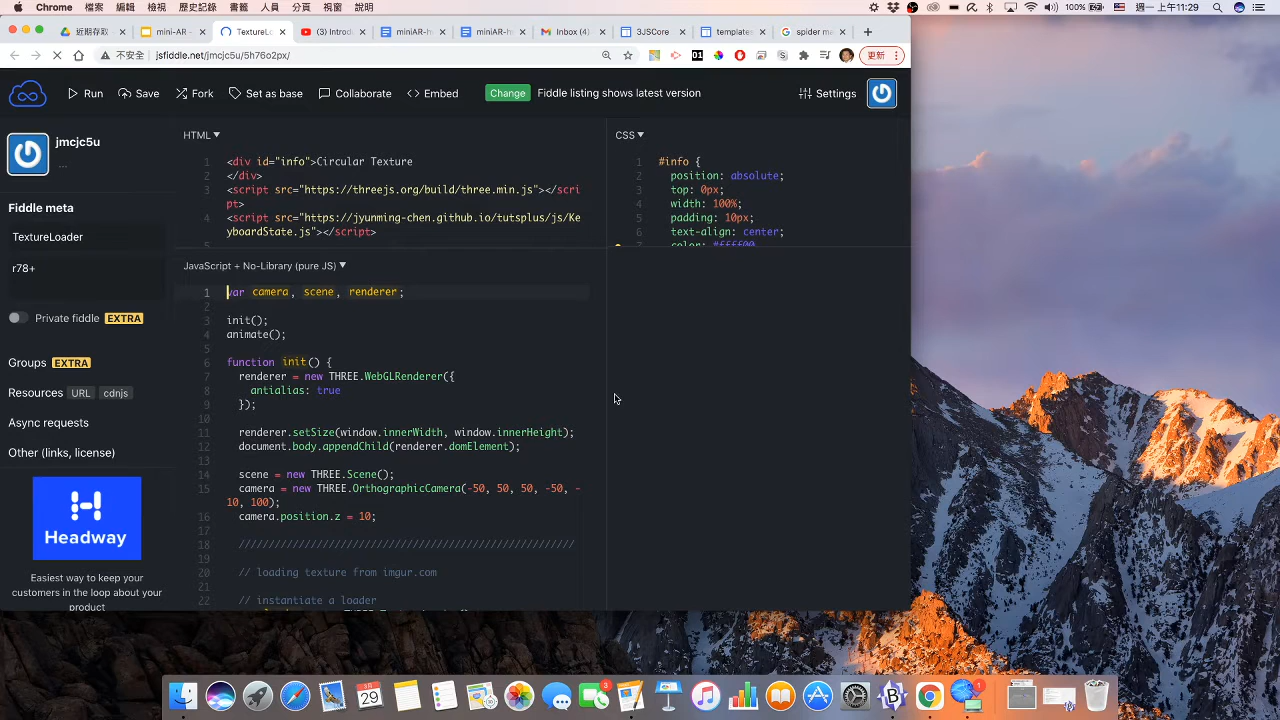 Chrome 檔案 編輯 檢視 歷史記錄 書籤 人員 分頁 視窗 說明 100% 週一 上午11:29
近期存取 mini-AR TextureLo (3) Introd miniAR-h miniAR-h Inbox (4) 3JSCore templates spider m
不安全 jsfiddle.net/jmcjc5u/5h76o2px/ 更新
Run Save Fork Set as base Collaborate Embed Change Fiddle listing shows latest version Settings
jmcjc5u
...
Fiddle meta
TextureLoader
r78+
Private fiddle EXTRA
Groups EXTRA
Resources URL cdnjs
Async requests
Other (links, license)
Headway
Easiest way to keep your
customers in the loop about your
product
HTML
1 <div id="info">Circular Texture
2 </div>
3 <script src="https://threejs.org/build/three.min.js"></scri
pt>
4 <script src="https://jyunming-chen.github.io/tutsplus/js/Ke
yboardState.js"></script>
CSS
1 #info {
2 position: absolute;
3 top: 0px;
4 width: 100%;
5 padding: 10px;
6 text-align: center;
7 color: #ffff00
JavaScript + No-Library (pure JS)
1 var camera, scene, renderer;
2
3 init();
4 animate();
5
6 function init() {
7 renderer = new THREE.WebGLRenderer({
8 antialias: true
9 });
10
11 renderer.setSize(window.innerWidth, window.innerHeight);
12 document.body.appendChild(renderer.domElement);
13
14 scene = new THREE.Scene();
15 camera = new THREE.OrthographicCamera(-50, 50, 50, -50, -
10, 100);
16 camera.position.z = 10;
17
18 ////////////////////////////////////////////////////////
19
20 // loading texture from imgur.com
21
22 // instantiate a loader
29
3
1